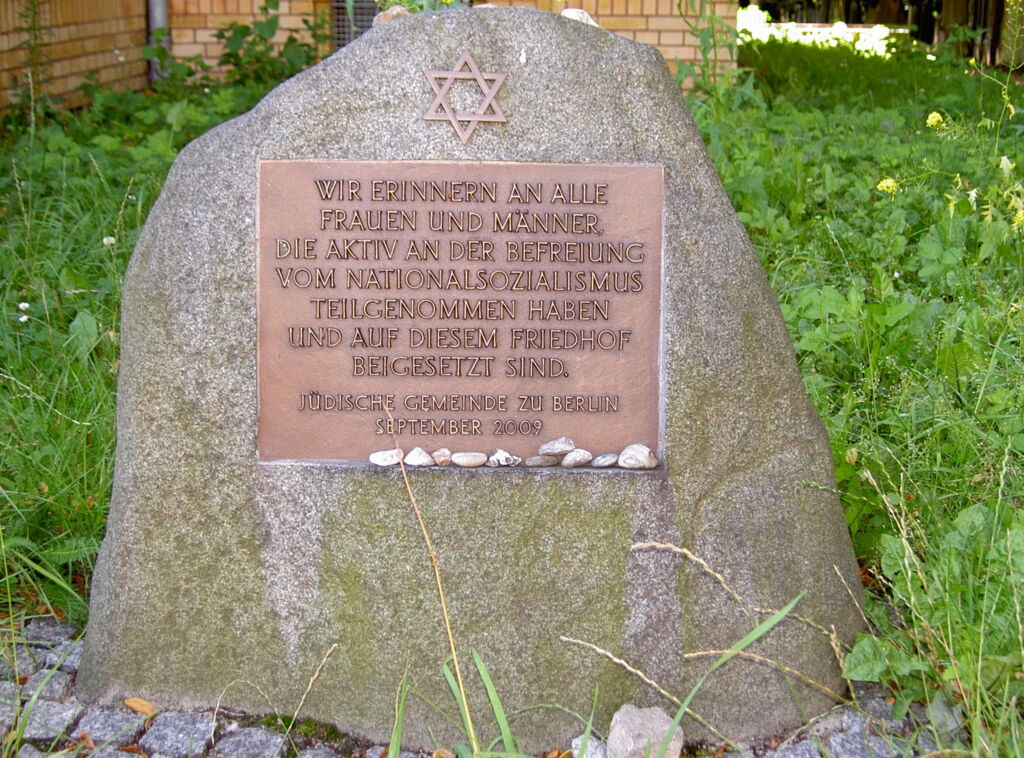 WIR ERINNERN AN ALLE
FRAUEN UND MÄNNER,
DIE AKTIV AN DER BEFREIUNG
VOM NATIONALSOZIALISMUS
TEILGENOMMEN HABEN
UND AUF DIESEM FRIEDHOF
BEIGESETZT SIND.
JÜDISCHE GEMEINDE ZU BERLIN
SEPTEMBER 2009